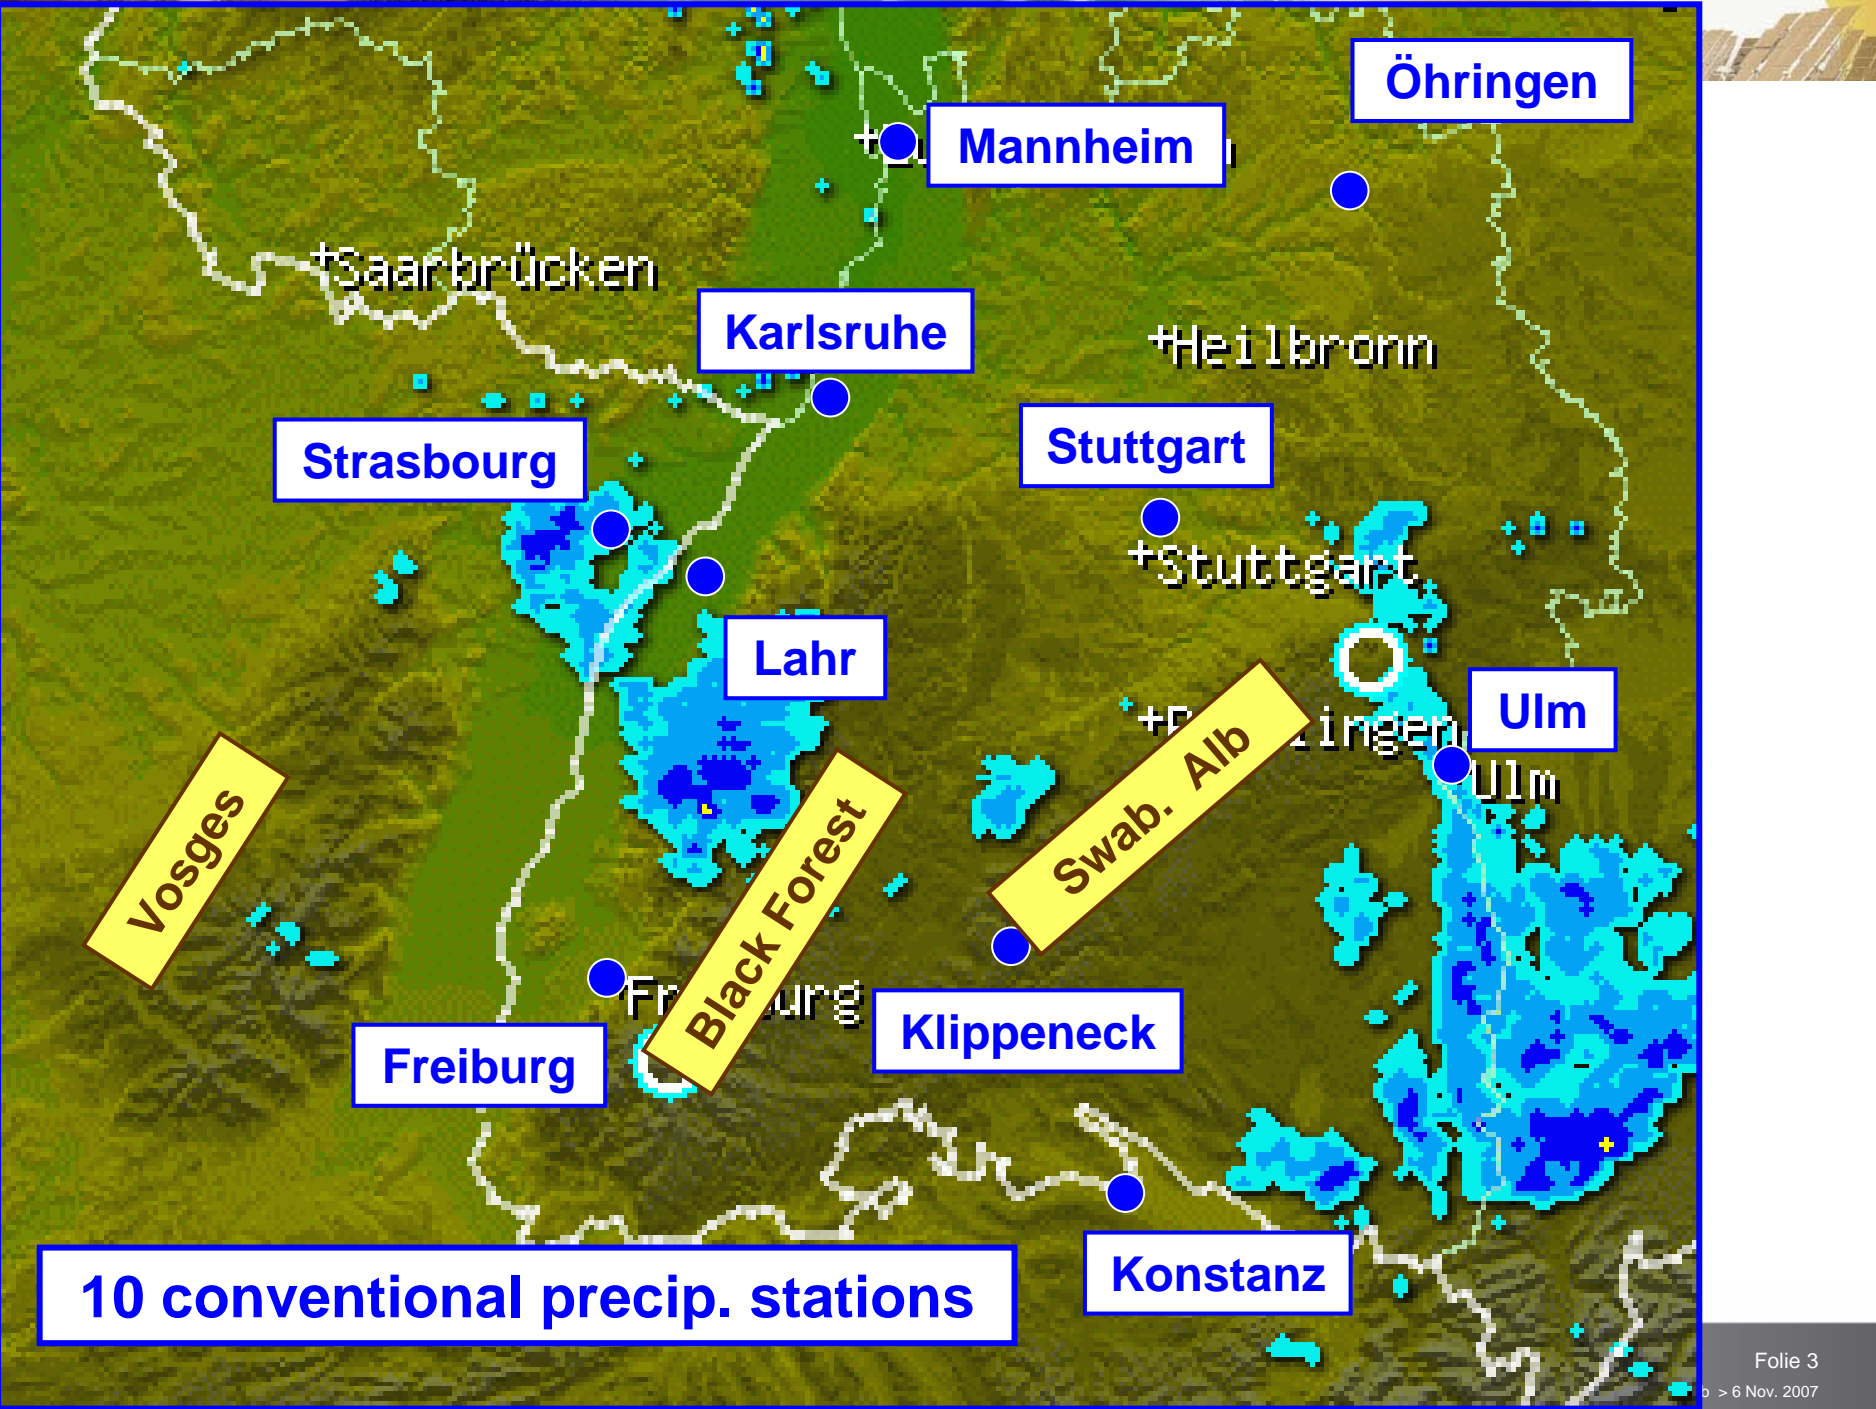 Öhringen
Mannheim
Saarbrücken
Karlsruhe
Heilbronn
Strasbourg
Stuttgart
Stuttgart
Lahr
Ulm
Swab. Alb
Ulm
Vosges
Black Forest
Klippeneck
Freiburg
Konstanz
10 conventional precip. stations
Folie 3
> 6 Nov. 2007